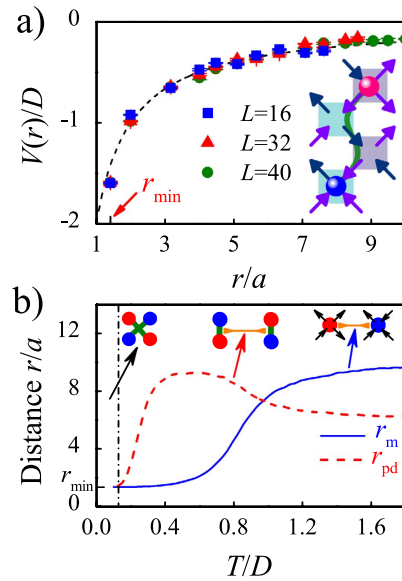 a)
0
-1
-2
V(r)/D
L=16
L=32
L=40
r_min
1 3 5 7 9
r/a
b)
12
8
4
r_min
0
Distance r/a
r_m
r_pd
0.0 0.4 0.8 1.2 1.6
T/D